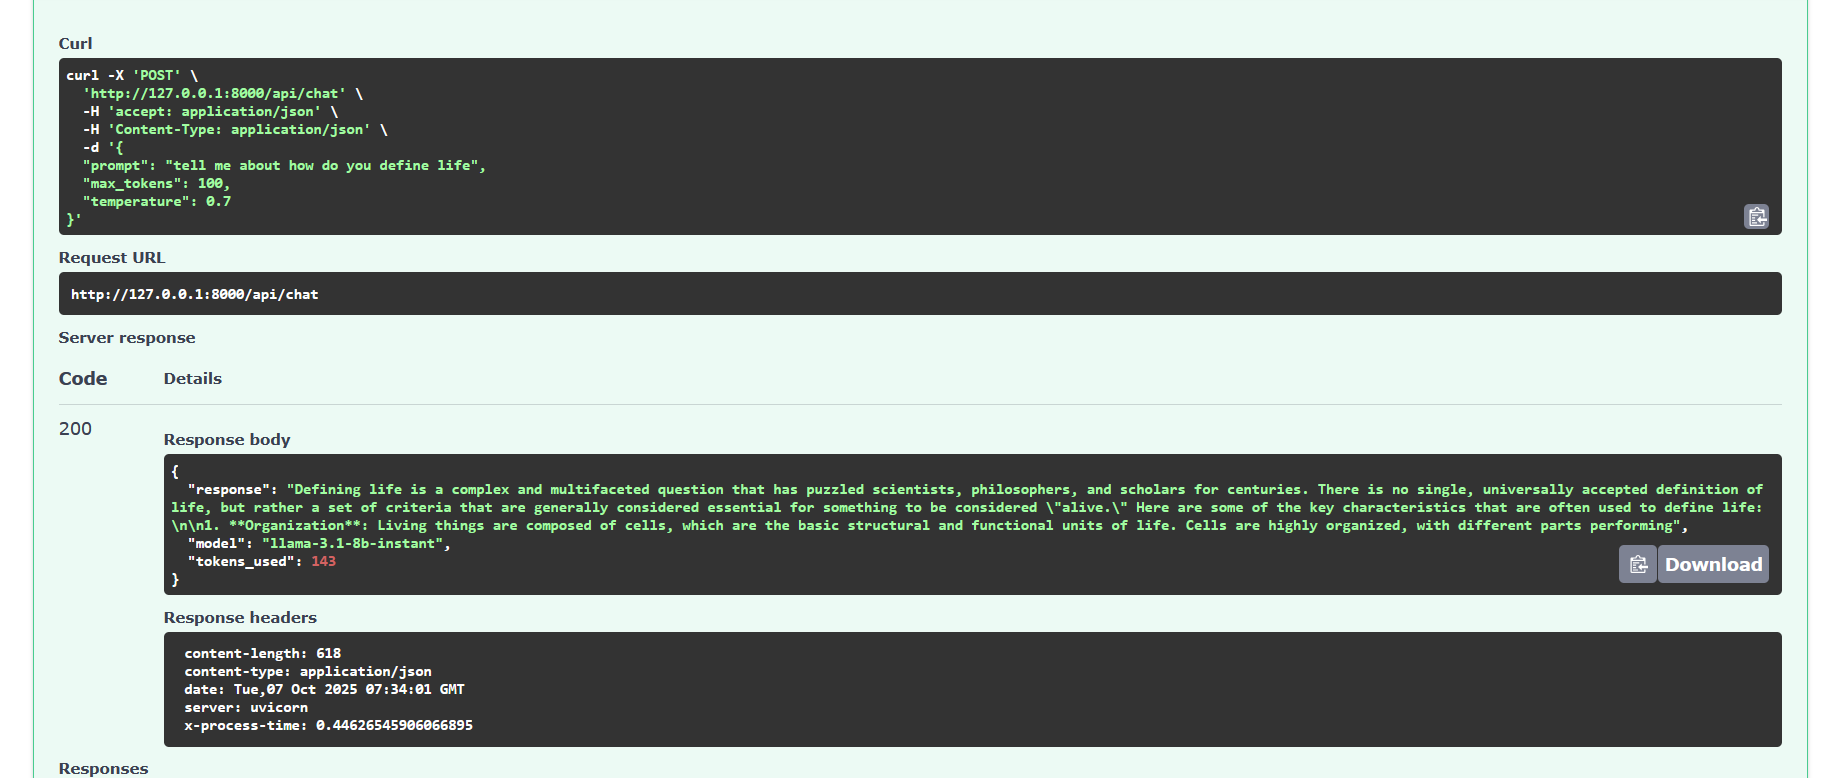 Curl
curl -X 'POST' \
  'http://127.0.0.1:8000/api/chat' \
  -H 'accept: application/json' \
  -H 'Content-Type: application/json' \
  -d '{
  "prompt": "tell me about how do you define life",
  "max_tokens": 100,
  "temperature": 0.7
}'
Request URL
http://127.0.0.1:8000/api/chat
Server response
Code Details
200
Response body
{
  "response": "Defining life is a complex and multifaceted question that has puzzled scientists, philosophers, and scholars for centuries. There is no single, universally accepted definition of
life, but rather a set of criteria that are generally considered essential for something to be considered \"alive.\" Here are some of the key characteristics that are often used to define life:
\n\n1. **Organization**: Living things are composed of cells, which are the basic structural and functional units of life. Cells are highly organized, with different parts performing",
  "model": "llama-3.1-8b-instant",
  "tokens_used": 143
}
Download
Response headers
content-length: 618
content-type: application/json
date: Tue,07 Oct 2025 07:34:01 GMT
server: uvicorn
x-process-time: 0.44626545906066895
Responses